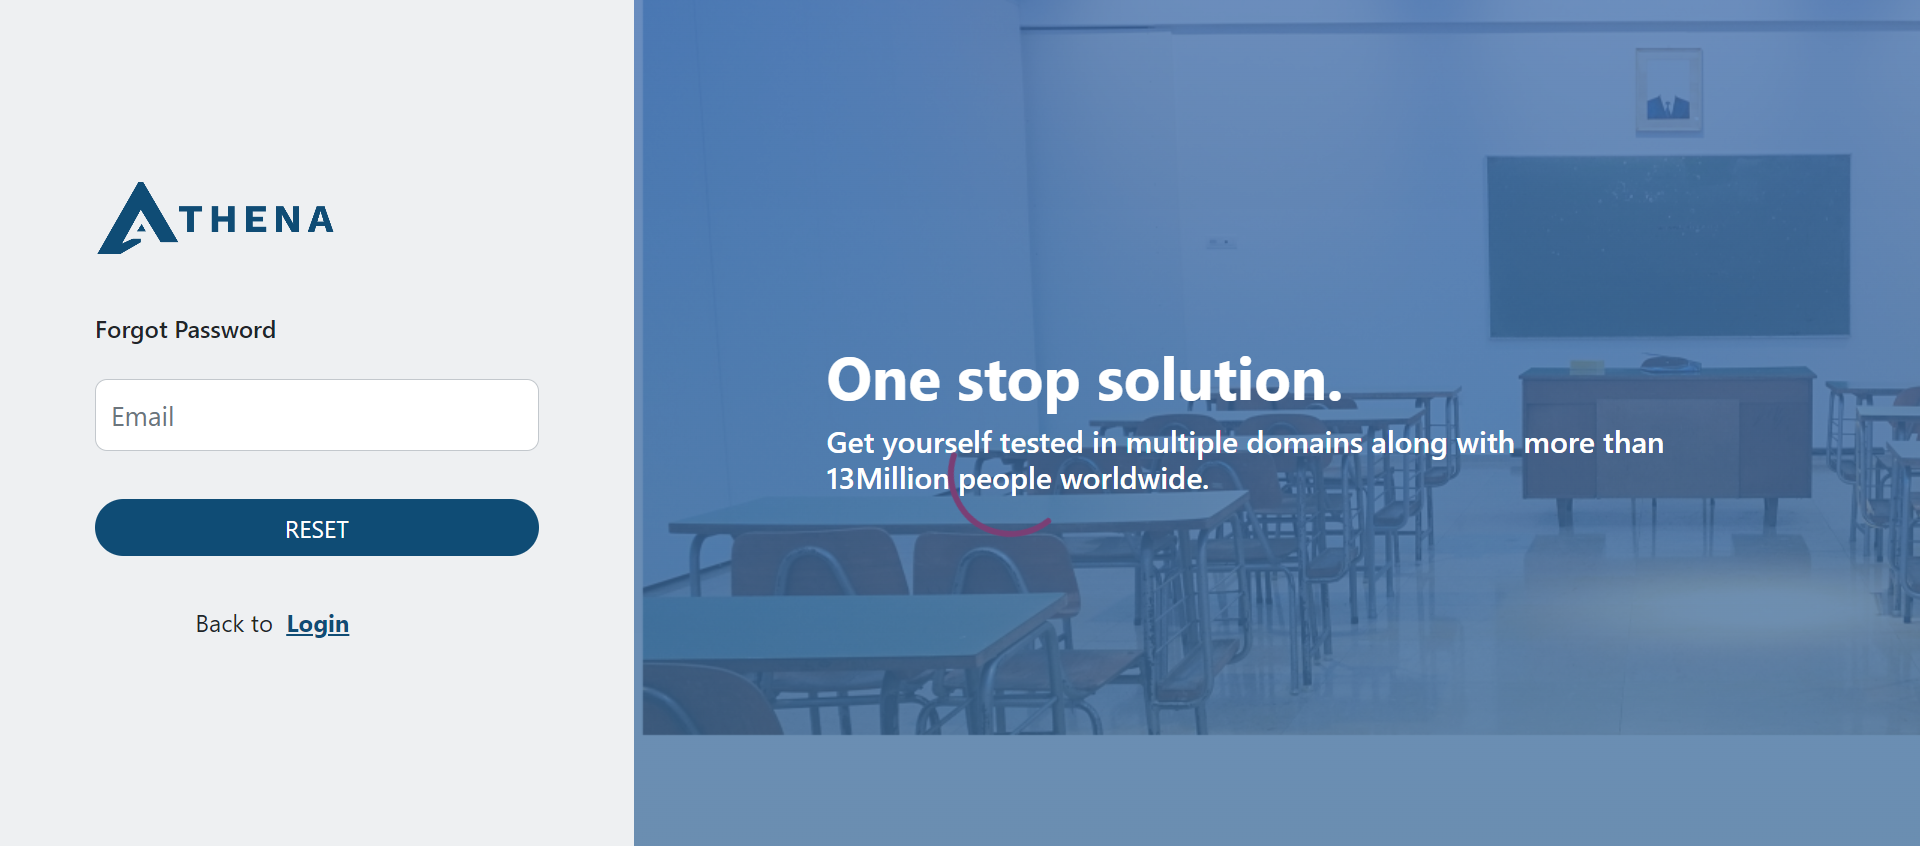 ATHENA
Forgot Password
Email
RESET
Back to Login
One stop solution.
Get yourself tested in multiple domains along with more than
13Million people worldwide.